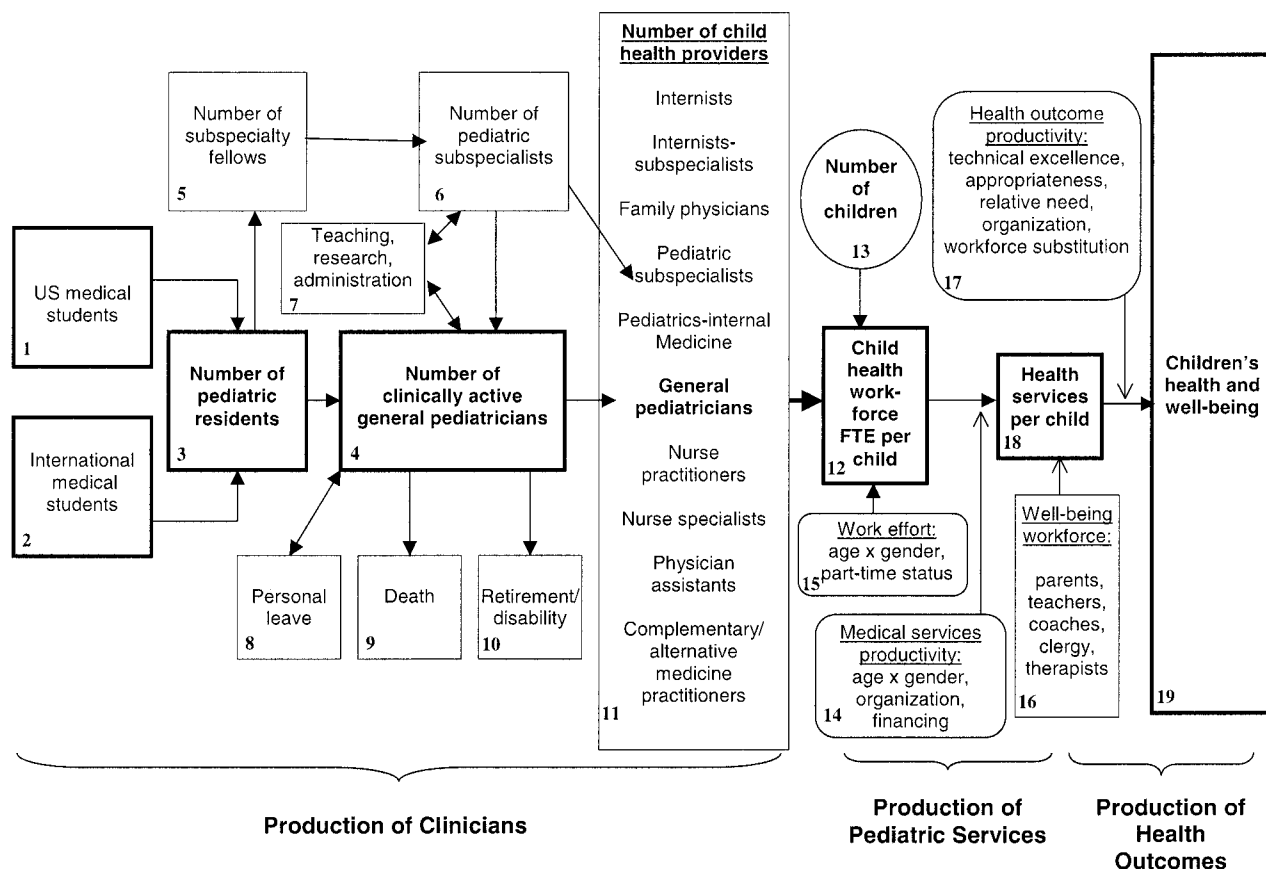 US medical
students
1
International
medical
students
2
Number of
pediatric
residents
3
Number of
clinically active
general pediatricians
4
Number of
subspecialty
fellows
5
Number of
pediatric
subspecialists
6
Teaching,
research,
administration
7
Personal
leave
8
Death
9
Retirement/
disability
10
Number of child
health providers
Internists
Internists-
subspecialists
Family physicians
Pediatric
subspecialists
Pediatrics-internal
Medicine
General
pediatricians
Nurse
practitioners
Nurse specialists
Physician
assistants
Complementary/
alternative
medicine
practitioners
11
Number
of
children
13
Child
health
work-
force
FTE per
child
12
Work effort:
age x gender,
part-time status
15
Medical services
productivity:
age x gender,
organization,
financing
14
Health outcome
productivity:
technical excellence,
appropriateness,
relative need,
organization,
workforce substitution
17
Health
services
per child
18
Well-being
workforce:
parents,
teachers,
coaches,
clergy,
therapists
16
Children's
health and
well-being
19
Production of Clinicians
Production of
Pediatric Services
Production of
Health
Outcomes